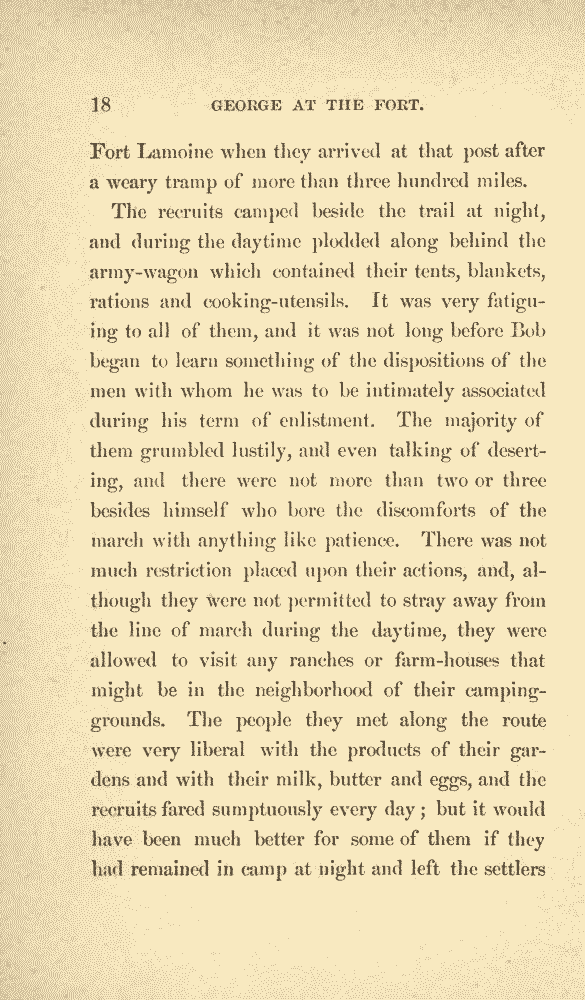 18 GEORGE AT THE FORT.
Fort Lamoine when they arrived at that post after
a weary tramp of more than three hundred miles.
The recruits camped beside the trail at night,
and during the daytime plodded along behind the
army-wagon which contained their tents, blankets,
rations and cooking-utensils. It was very fatigu-
ing to all of them, and it was not long before Bob
began to learn something of the dispositions of the
men with whom he was to be intimately associated
during his term of enlistment. The majority of
them grumbled lustily, and even talking of desert-
ing, and there were not more than two or three
besides himself who bore the discomforts of the
march with anything like patience. There was not
much restriction placed upon their actions, and, al-
though they were not permitted to stray away from
the line of march during the daytime, they were
allowed to visit any ranches or farm-houses that
might be in the neighborhood of their camping-
grounds. The people they met along the route
were very liberal with the products of their gar-
dens and with their milk, butter and eggs, and the
recruits fared sumptuously every day; but it would
have been much better for some of them if they
had remained in camp at night and left the settlers